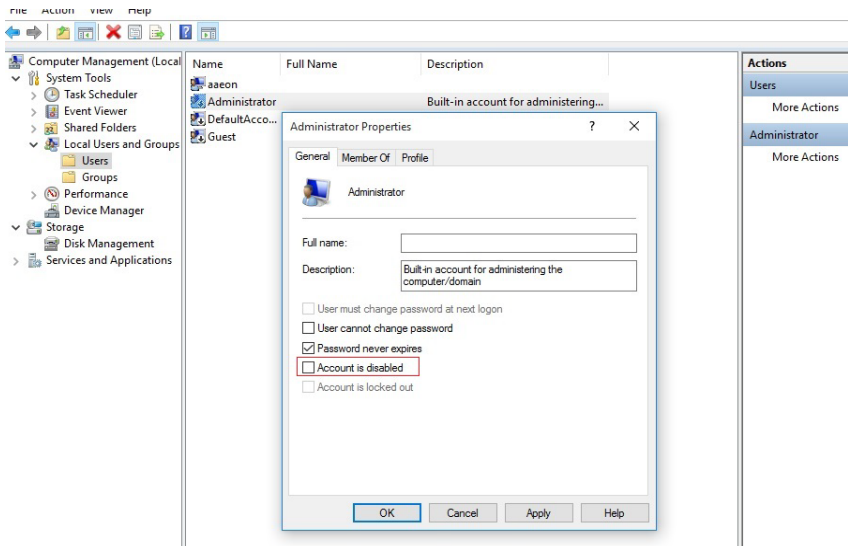 File Action View Help
Computer Management (Local
System Tools
Task Scheduler
Event Viewer
Shared Folders
Local Users and Groups
Users
Groups
Performance
Device Manager
Storage
Disk Management
Services and Applications
Name Full Name Description
aaeon
Administrator Built-in account for administering...
DefaultAcco...
Guest
Administrator Properties
? X
General Member Of Profile
Administrator
Full name:
Description: Built-in account for administering the
computer/domain
User must change password at next logon
User cannot change password
Password never expires
Account is disabled
Account is locked out
OK Cancel Apply Help
Actions
Users
More Actions
Administrator
More Actions